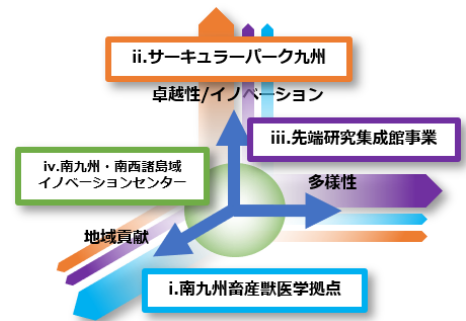 ii.サーキュラーパーク九州
卓越性/イノベーション
iii.先端研究集成館事業
iv.南九州・南西諸島域
イノベーションセンター
多様性
地域貢献
i.南九州畜産獣医学拠点